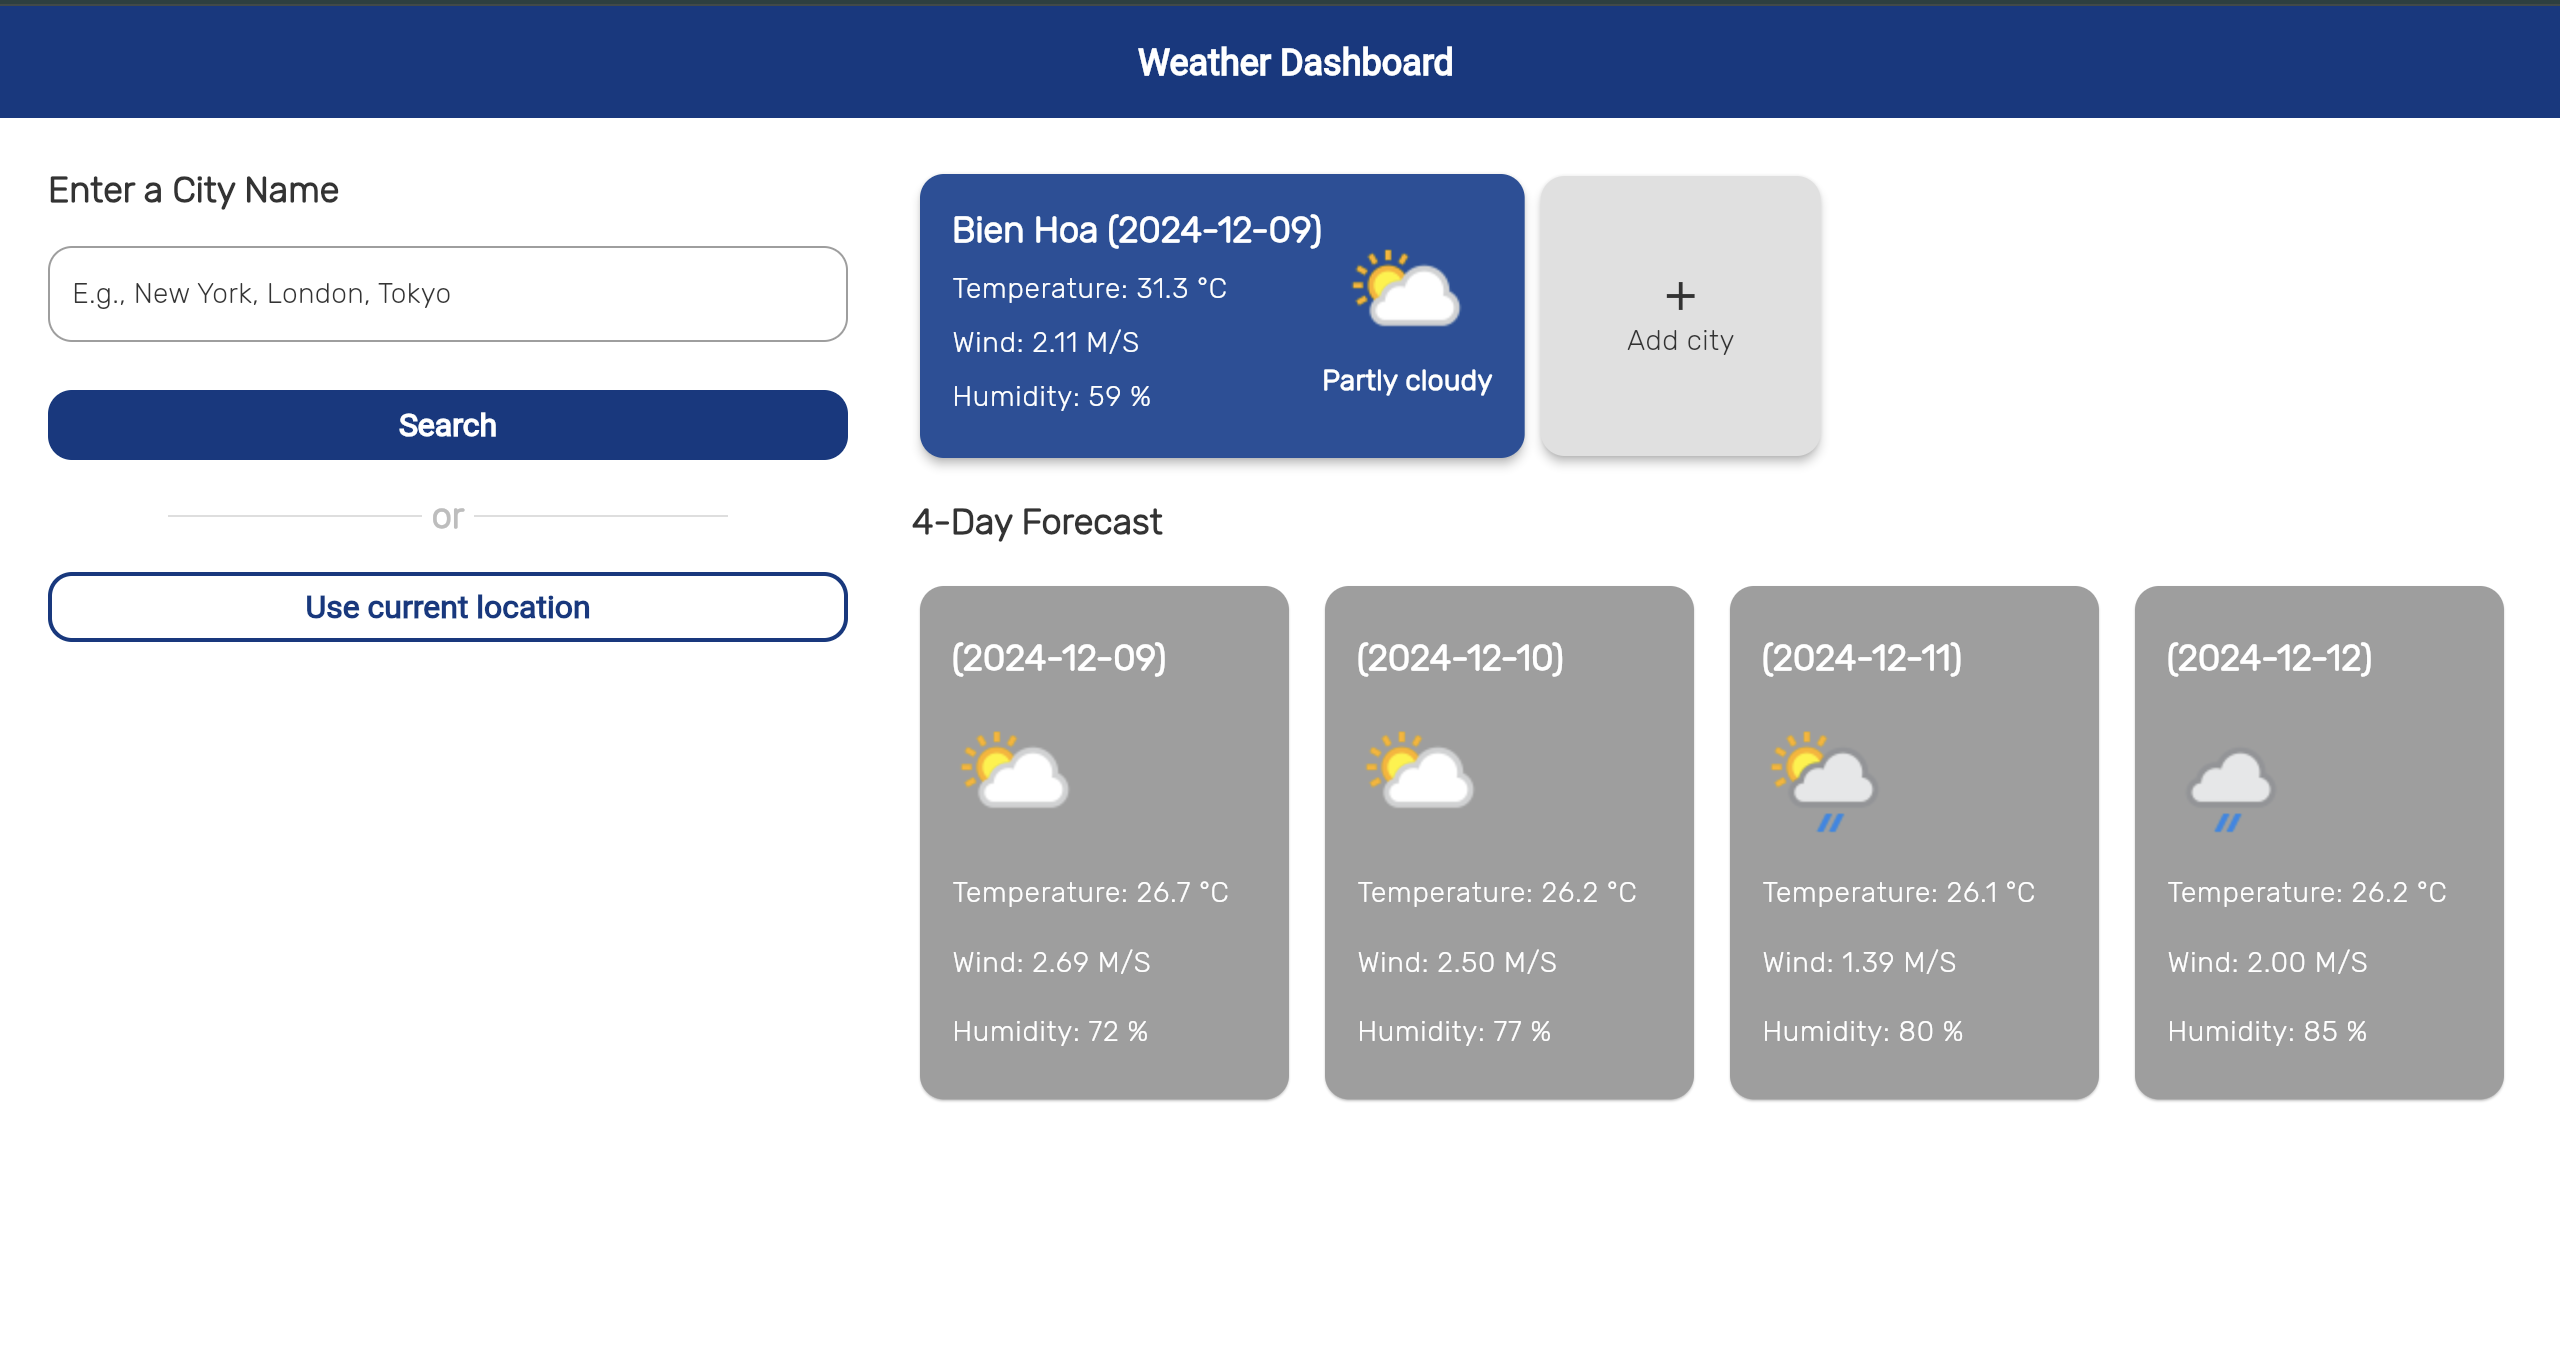 Weather Dashboard
Enter a City Name
E.g., New York, London, Tokyo
Search
or
Use current location
Bien Hoa (2024-12-09)
Temperature: 31.3 °C
Wind: 2.11 M/S
Humidity: 59 %
Partly cloudy
+
Add city
4-Day Forecast
(2024-12-09)
Temperature: 26.7 °C
Wind: 2.69 M/S
Humidity: 72 %
(2024-12-10)
Temperature: 26.2 °C
Wind: 2.50 M/S
Humidity: 77 %
(2024-12-11)
Temperature: 26.1 °C
Wind: 1.39 M/S
Humidity: 80 %
(2024-12-12)
Temperature: 26.2 °C
Wind: 2.00 M/S
Humidity: 85 %